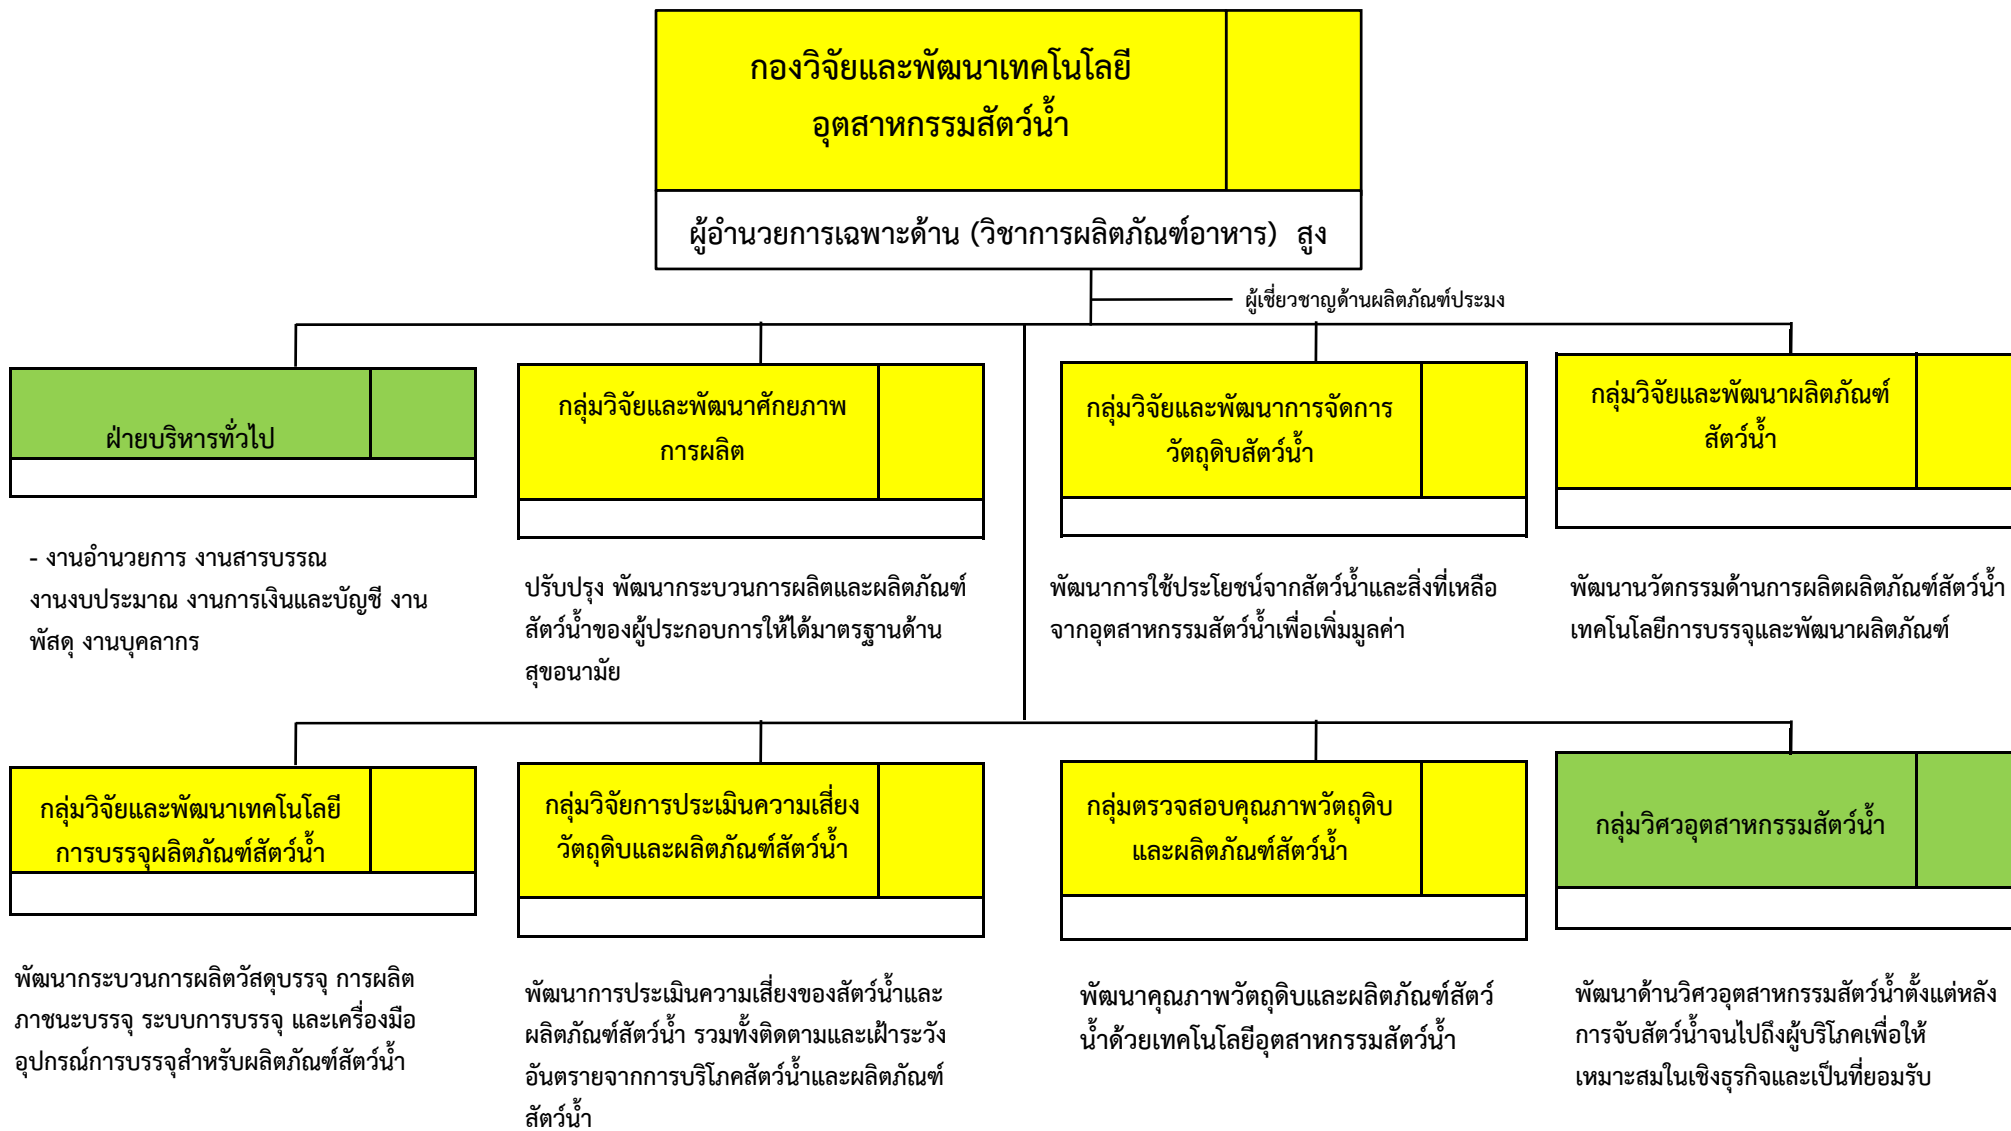 กองวิจัยและพัฒนาเทคโนโลยี
อุตสาหกรรมสัตว์น้ำ
ผู้อำนวยการเฉพาะด้าน (วิชาการผลิตภัณฑ์อาหาร) สูง
ผู้เชี่ยวชาญด้านผลิตภัณฑ์ประมง
ฝ่ายบริหารทั่วไป
- งานอำนวยการ งานสารบรรณ
งานงบประมาณ งานการเงินและบัญชี งาน
พัสดุ งานบุคลากร
กลุ่มวิจัยและพัฒนาศักยภาพ
การผลิต
ปรับปรุง พัฒนากระบวนการผลิตและผลิตภัณฑ์
สัตว์น้ำของผู้ประกอบการให้ได้มาตรฐานด้าน
สุขอนามัย
กลุ่มวิจัยและพัฒนาการจัดการ
วัตถุดิบสัตว์น้ำ
พัฒนาการใช้ประโยชน์จากสัตว์น้ำและสิ่งที่เหลือ
จากอุตสาหกรรมสัตว์น้ำเพื่อเพิ่มมูลค่า
กลุ่มวิจัยและพัฒนาผลิตภัณฑ์
สัตว์น้ำ
พัฒนานวัตกรรมด้านการผลิตผลิตภัณฑ์สัตว์น้ำ
เทคโนโลยีการบรรจุและพัฒนาผลิตภัณฑ์
กลุ่มวิจัยและพัฒนาเทคโนโลยี
การบรรจุผลิตภัณฑ์สัตว์น้ำ
พัฒนากระบวนการผลิตวัสดุบรรจุ การผลิต
ภาชนะบรรจุ ระบบการบรรจุ และเครื่องมือ
อุปกรณ์การบรรจุสำหรับผลิตภัณฑ์สัตว์น้ำ
กลุ่มวิจัยการประเมินความเสี่ยง
วัตถุดิบและผลิตภัณฑ์สัตว์น้ำ
พัฒนาการประเมินความเสี่ยงของสัตว์น้ำและ
ผลิตภัณฑ์สัตว์น้ำ รวมทั้งติดตามและเฝ้าระวัง
อันตรายจากการบริโภคสัตว์น้ำและผลิตภัณฑ์
สัตว์น้ำ
กลุ่มตรวจสอบคุณภาพวัตถุดิบ
และผลิตภัณฑ์สัตว์น้ำ
พัฒนาคุณภาพวัตถุดิบและผลิตภัณฑ์สัตว์
น้ำด้วยเทคโนโลยีอุตสาหกรรมสัตว์น้ำ
กลุ่มวิศวอุตสาหกรรมสัตว์น้ำ
พัฒนาด้านวิศวอุตสาหกรรมสัตว์น้ำตั้งแต่หลัง
การจับสัตว์น้ำจนไปถึงผู้บริโภคเพื่อให้
เหมาะสมในเชิงธุรกิจและเป็นที่ยอมรับ